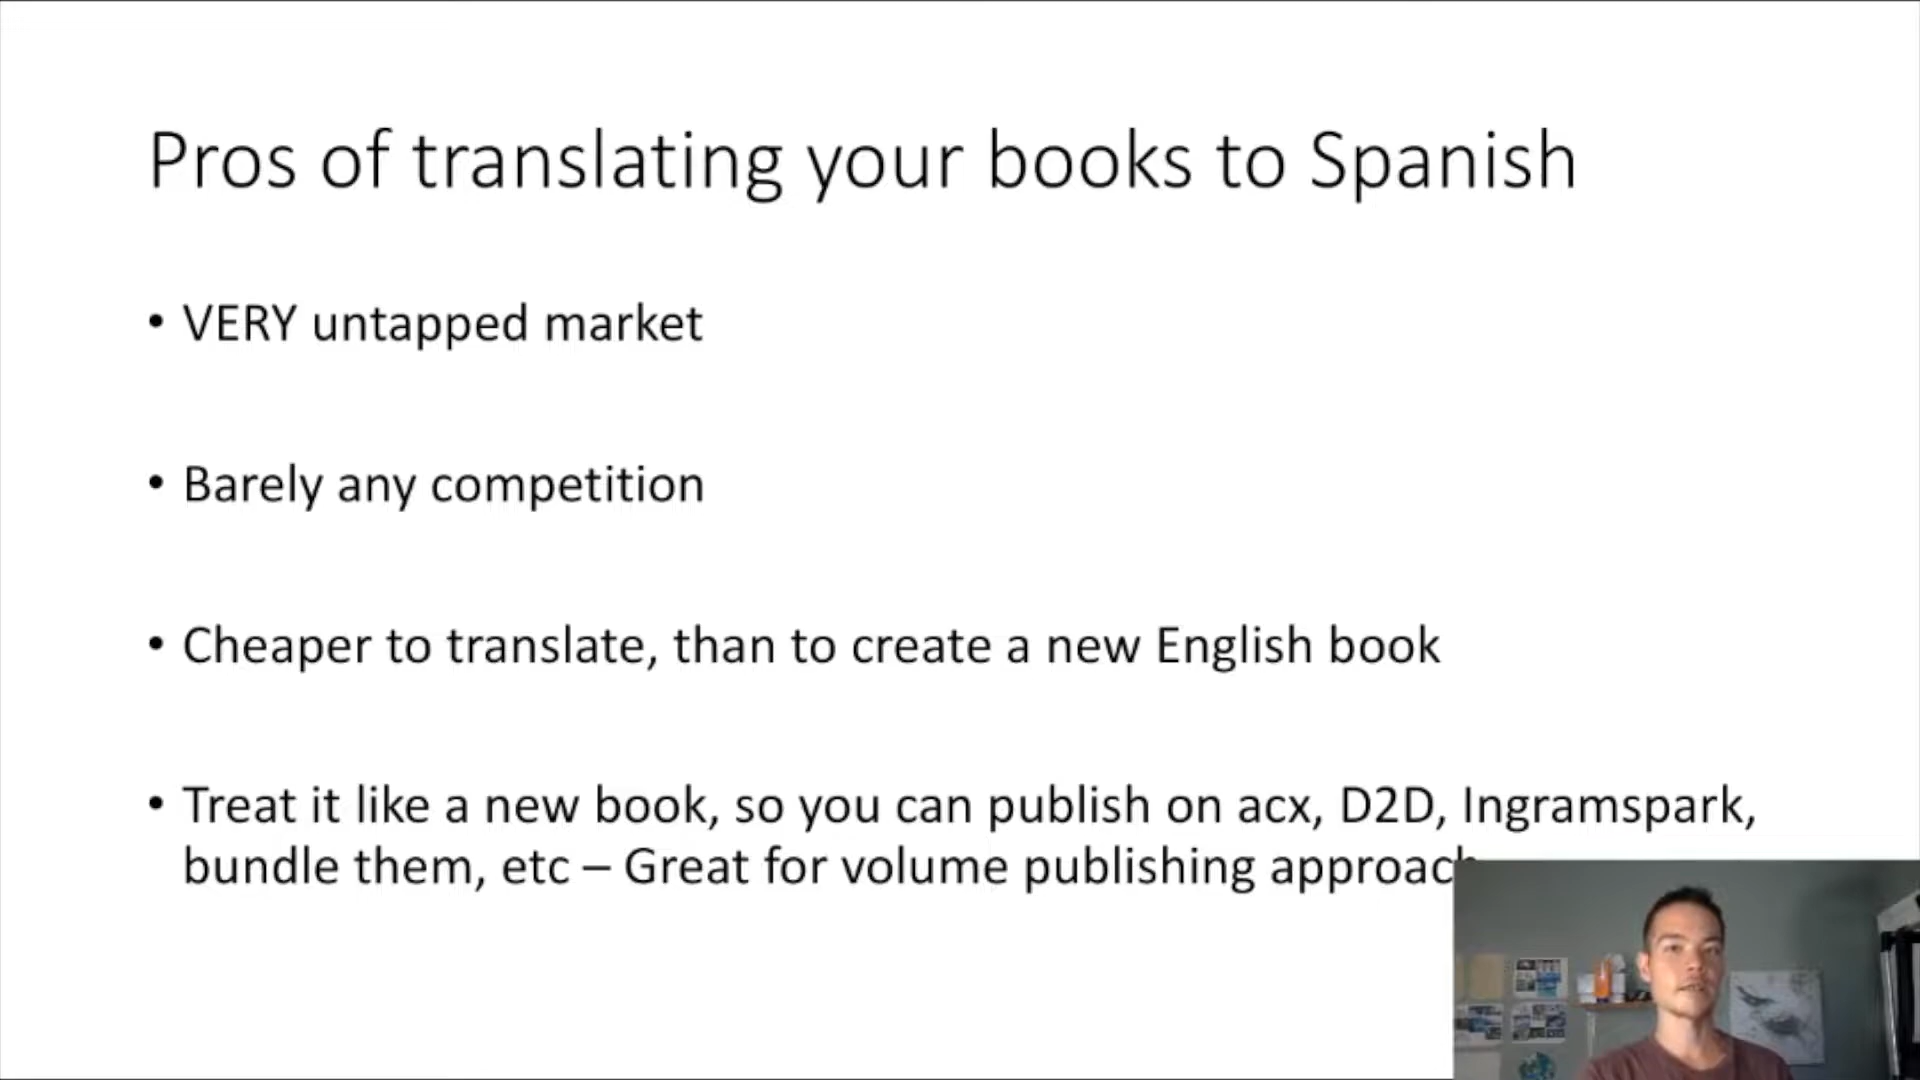 Pros of translating your books to Spanish
• VERY untapped market
• Barely any competition
• Cheaper to translate, than to create a new English book
• Treat it like a new book, so you can publish on acx, D2D, Ingramspark,
bundle them, etc – Great for volume publishing approach